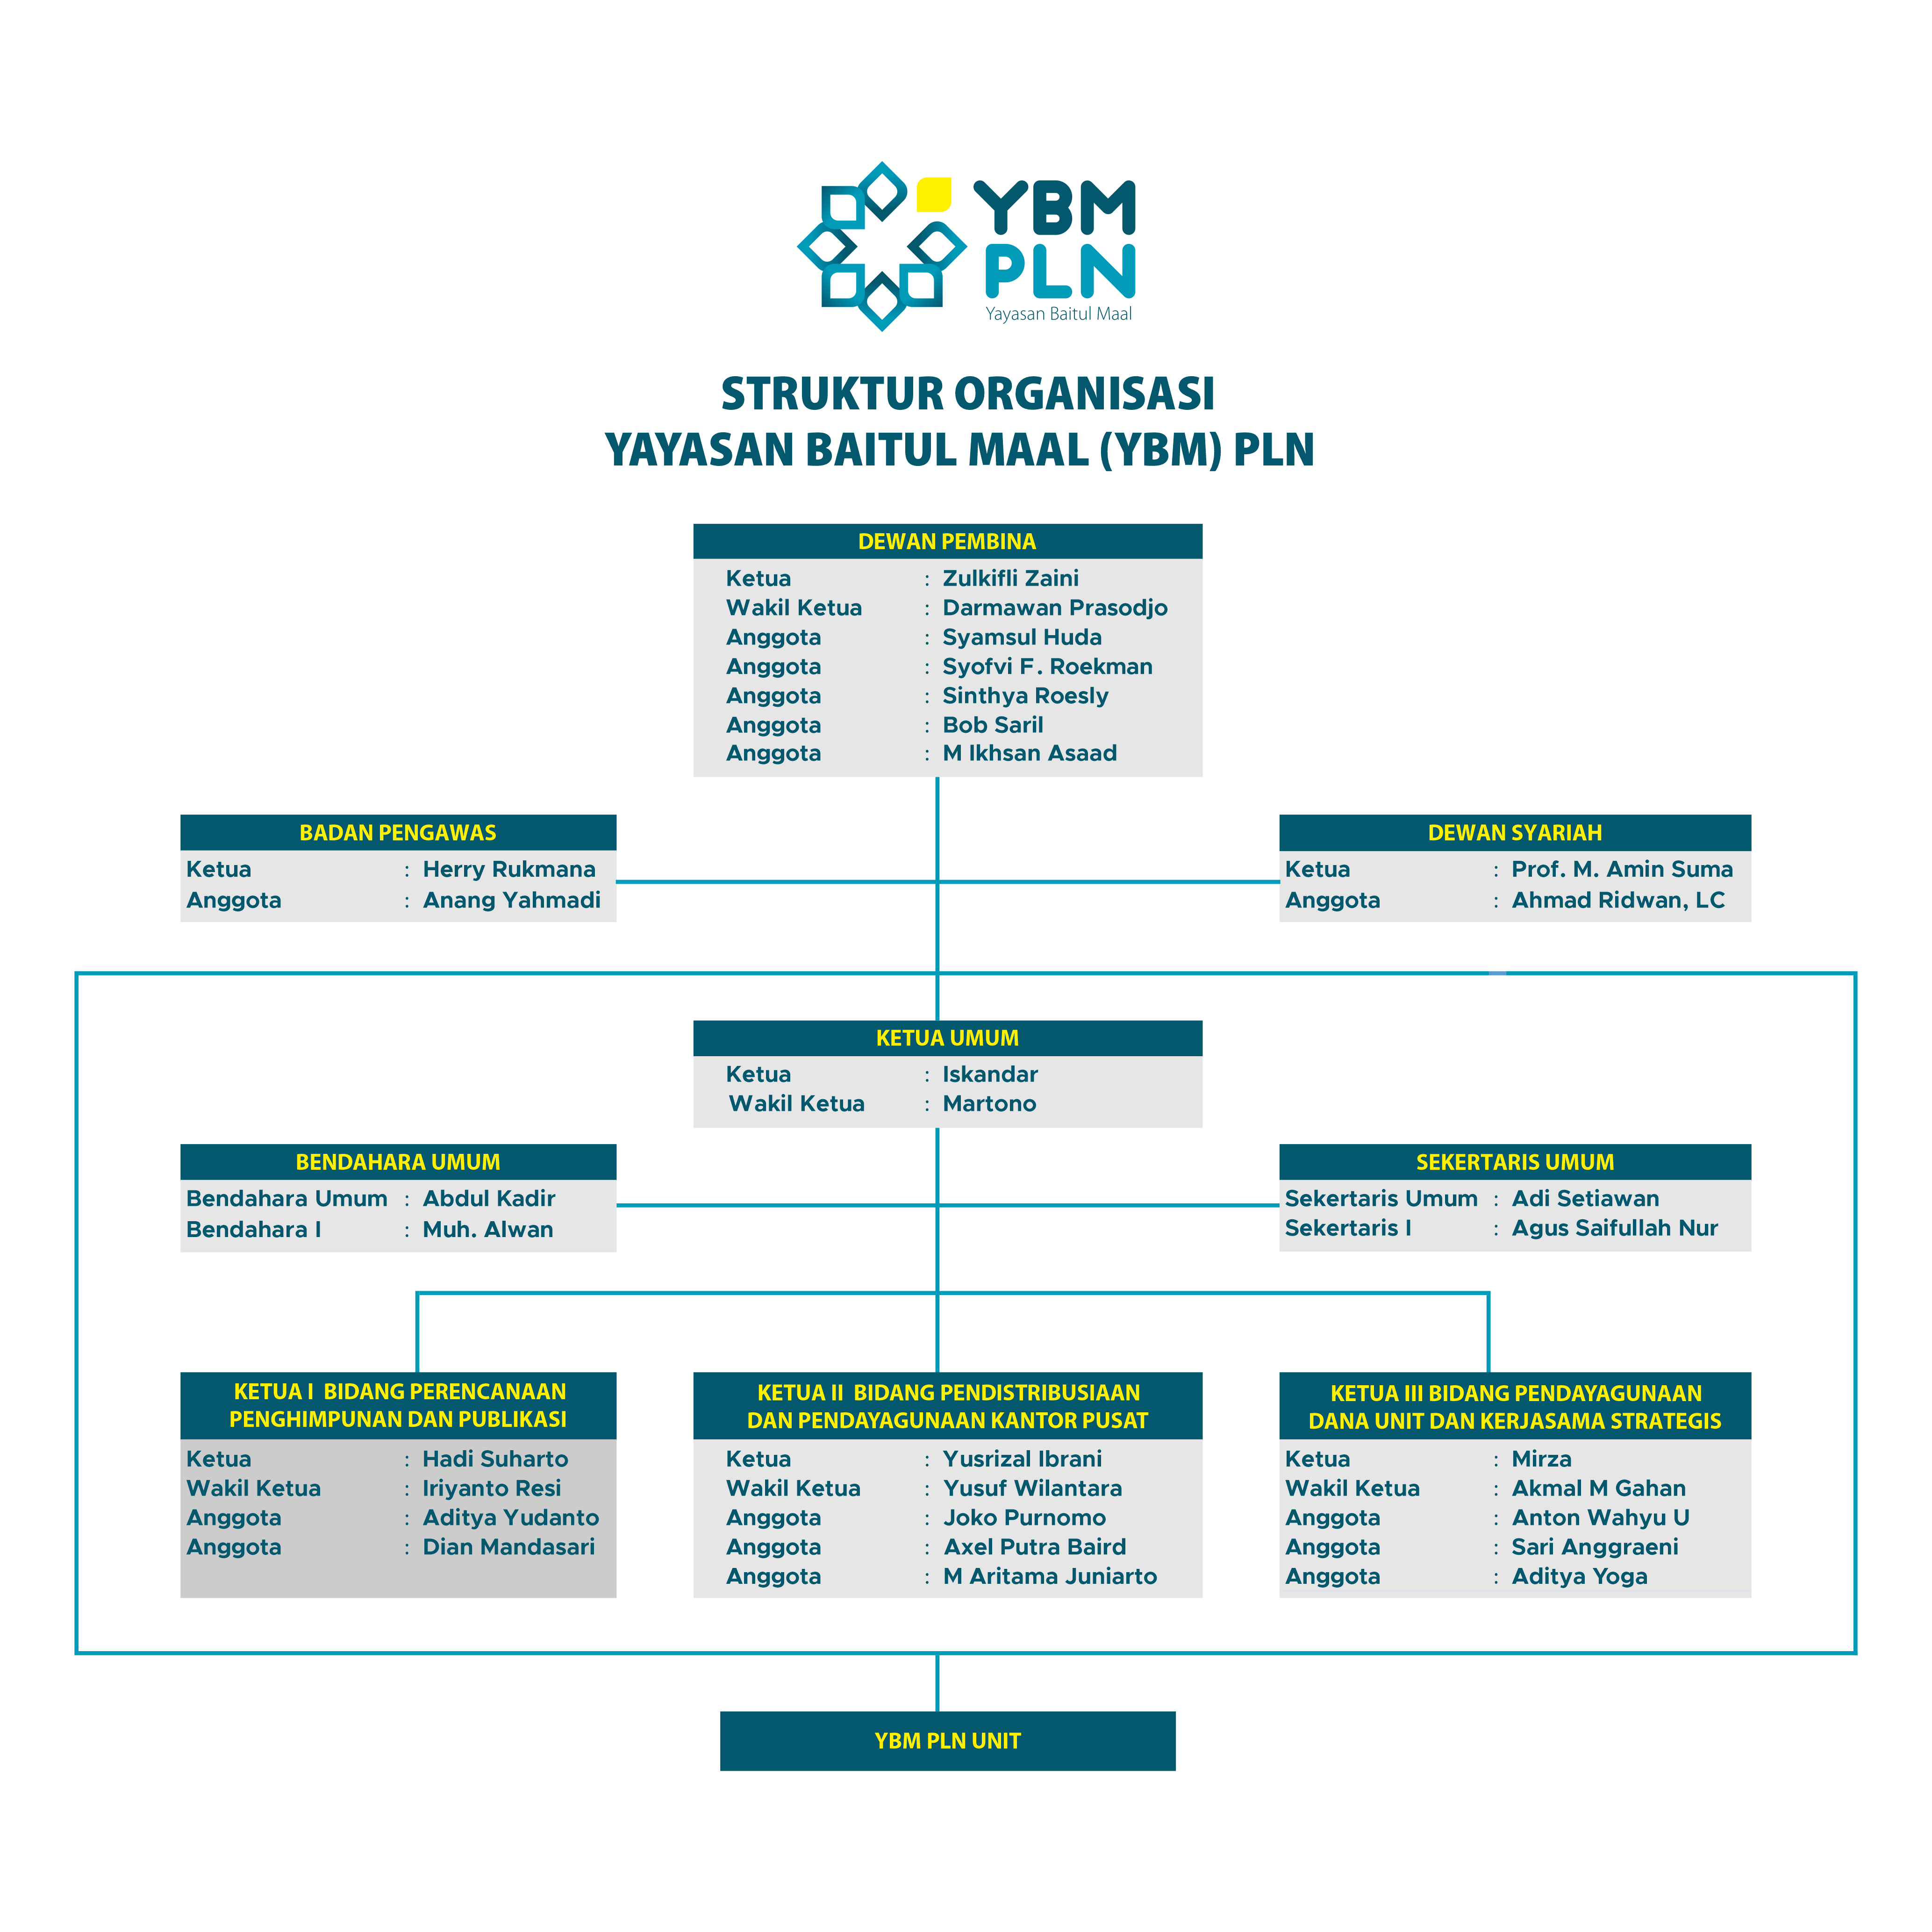 YBM
PLN
Yayasan Baitul Maal
STRUKTUR ORGANISASI
YAYASAN BAITUL MAAL (YBM) PLN
DEWAN PEMBINA
Ketua : Zulkifli Zaini
Wakil Ketua : Darmawan Prasodjo
Anggota : Syamsul Huda
Anggota : Syofvi F. Roekman
Anggota : Sinthya Roesly
Anggota : Bob Saril
Anggota : M Ikhsan Asaad
BADAN PENGAWAS
Ketua : Herry Rukmana
Anggota : Anang Yahmadi
DEWAN SYARIAH
Ketua : Prof. M. Amin Suma
Anggota : Ahmad Ridwan, LC
KETUA UMUM
Ketua : Iskandar
Wakil Ketua : Martono
BENDAHARA UMUM
Bendahara Umum : Abdul Kadir
Bendahara I : Muh. Alwan
SEKERTARIS UMUM
Sekertaris Umum : Adi Setiawan
Sekertaris I : Agus Saifullah Nur
KETUA I BIDANG PERENCANAAN
PENGHIMPUNAN DAN PUBLIKASI
Ketua : Hadi Suharto
Wakil Ketua : Iriyanto Resi
Anggota : Aditya Yudanto
Anggota : Dian Mandasari
KETUA II BIDANG PENDISTRIBUSIAAN
DAN PENDAYAGUNAAN KANTOR PUSAT
Ketua : Yusrizal Ibrani
Wakil Ketua : Yusuf Wilantara
Anggota : Joko Purnomo
Anggota : Axel Putra Baird
Anggota : M Aritama Juniarto
KETUA III BIDANG PENDAYAGUNAAN
DANA UNIT DAN KERJASAMA STRATEGIS
Ketua : Mirza
Wakil Ketua : Akmal M Gahan
Anggota : Anton Wahyu U
Anggota : Sari Anggraeni
Anggota : Aditya Yoga
YBM PLN UNIT